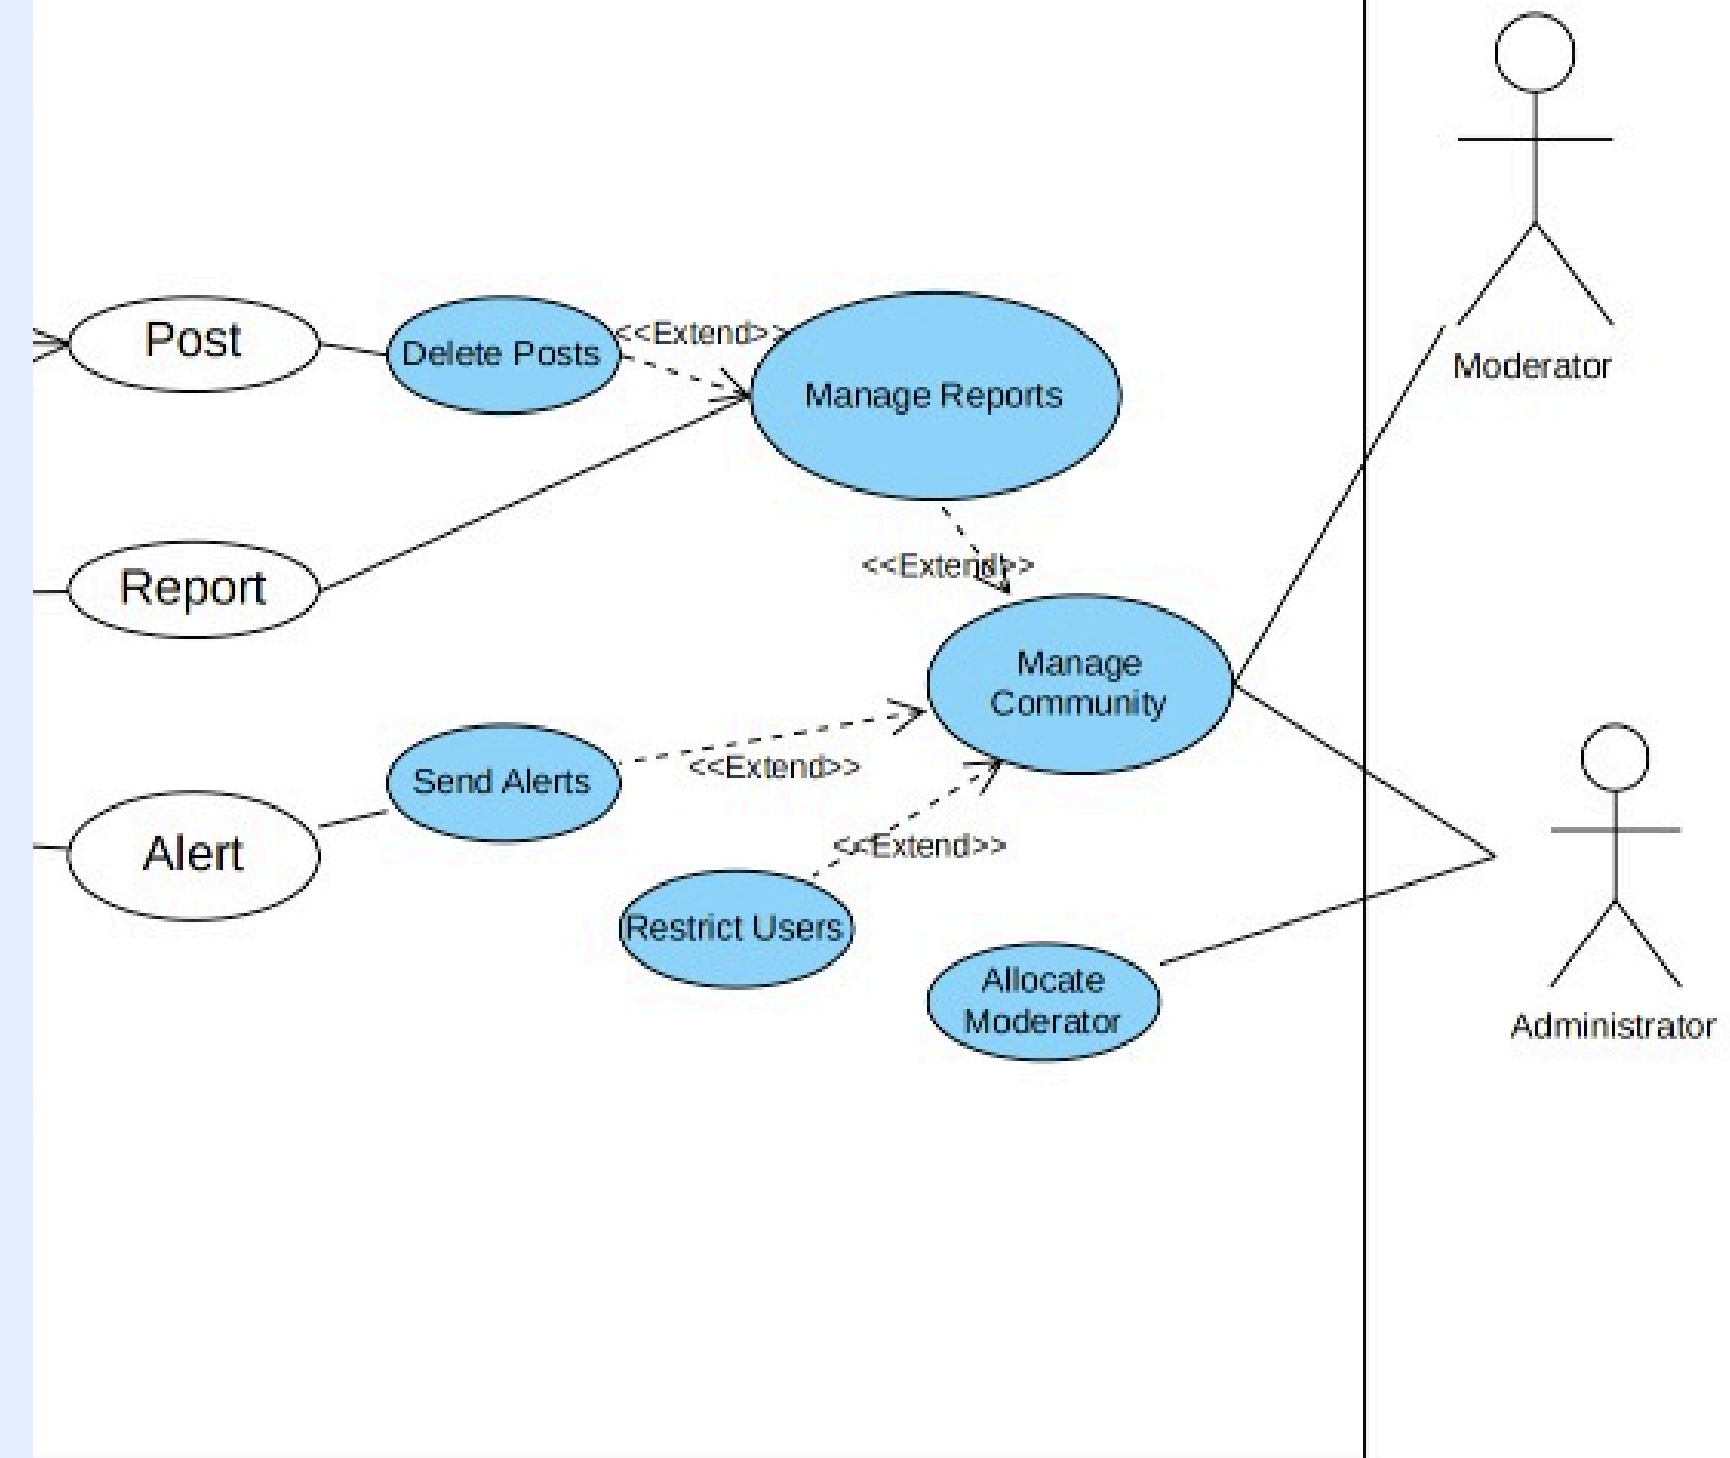 Post
Delete Posts
<<Extend>>
Manage Reports
Moderator
Report
<<Extend>>
Manage
Community
Send Alerts
<<Extend>>
Alert
<<Extend>>
Restrict Users
Allocate
Moderator
Administrator